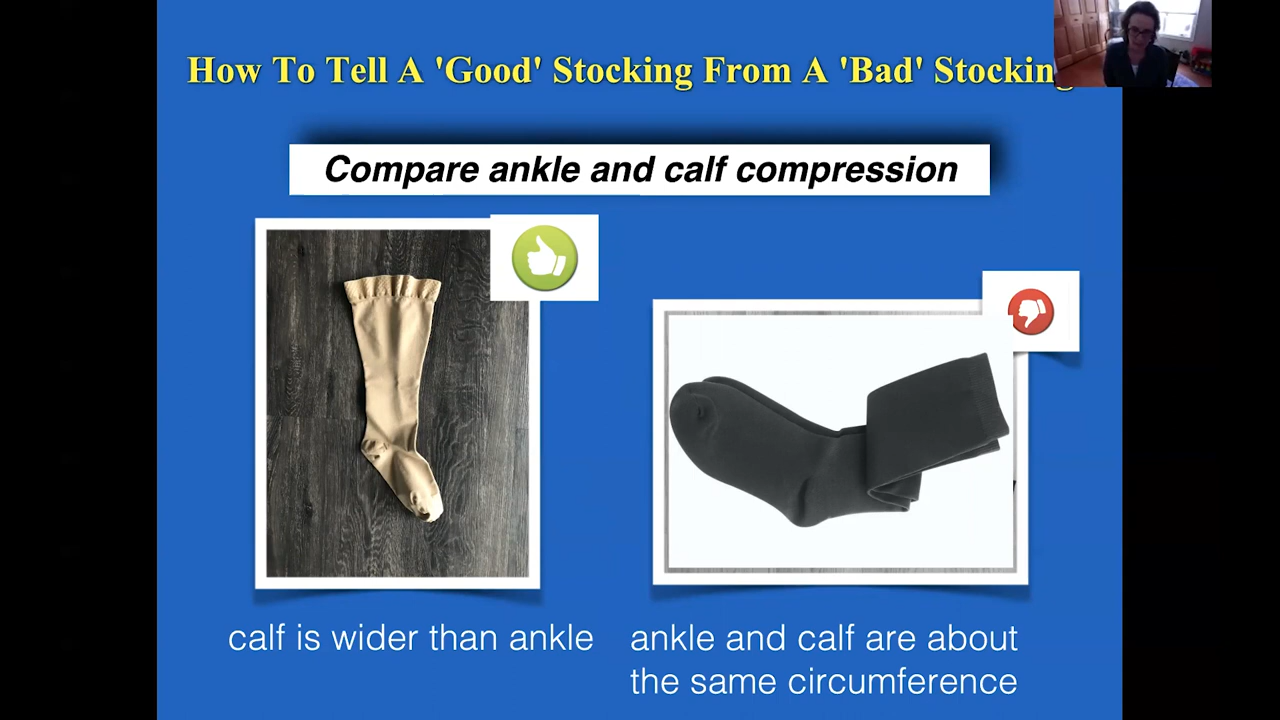 How To Tell A 'Good' Stocking From A 'Bad' Stocking
Compare ankle and calf compression
calf is wider than ankle
ankle and calf are about
the same circumference